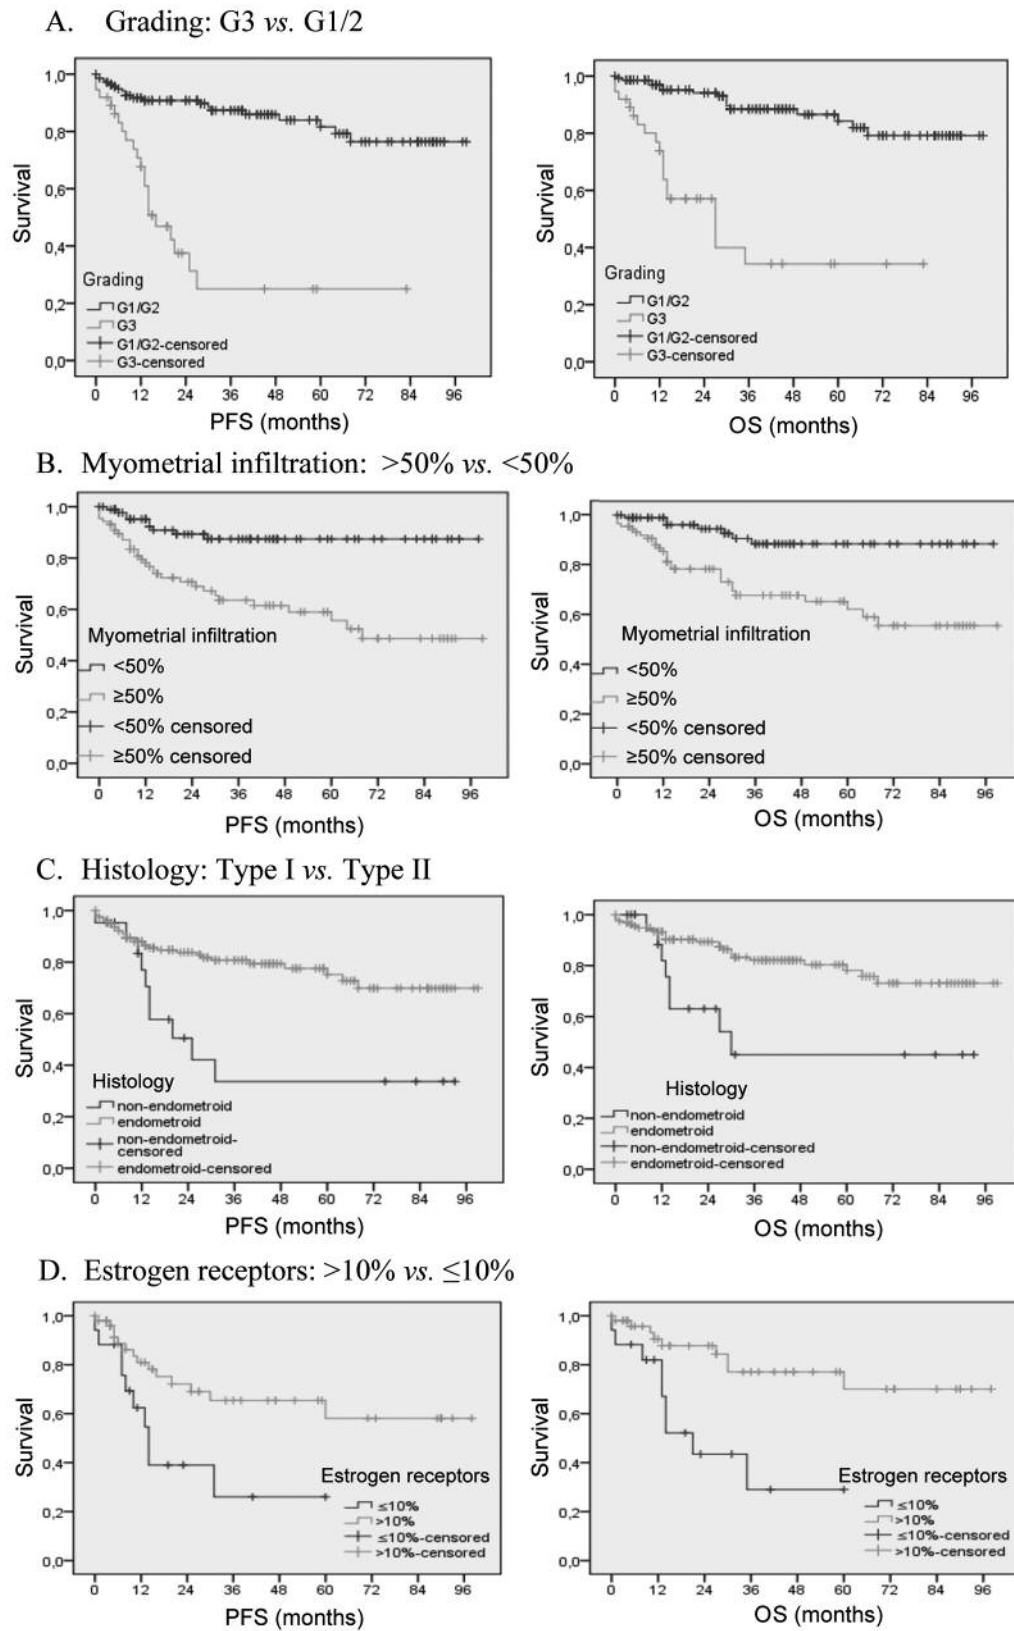 A. Grading: G3 vs. G1/2
1,0
0,8
0,6
0,4
0,2
0,0
Survival
Grading
G1/G2
G3
G1/G2-censored
G3-censored
0 12 24 36 48 60 72 84 96
PFS (months)
1,0
0,8
0,6
0,4
0,2
0,0
Survival
Grading
G1/G2
G3
G1/G2-censored
G3-censored
0 12 24 36 48 60 72 84 96
OS (months)
B. Myometrial infiltration: >50% vs. <50%
1,0
0,8
0,6
0,4
0,2
0,0
Survival
Myometrial infiltration
<50%
≥50%
<50% censored
≥50% censored
0 12 24 36 48 60 72 84 96
PFS (months)
1,0
0,8
0,6
0,4
0,2
0,0
Survival
Myometrial infiltration
<50%
≥50%
<50% censored
≥50% censored
0 12 24 36 48 60 72 84 96
OS (months)
C. Histology: Type I vs. Type II
1,0
0,8
0,6
0,4
0,2
0,0
Survival
Histology
non-endometroid
endometroid
non-endometroid-
censored
endometroid-censored
0 12 24 36 48 60 72 84 96
PFS (months)
1,0
0,8
0,6
0,4
0,2
0,0
Survival
Histology
non-endometroid
endometroid
non-endometroid-censored
endometroid-censored
0 12 24 36 48 60 72 84 96
OS (months)
D. Estrogen receptors: >10% vs. ≤10%
1,0
0,8
0,6
0,4
0,2
0,0
Survival
Estrogen receptors
≤10%
>10%
≤10%-censored
>10%-censored
0 12 24 36 48 60 72 84 96
PFS (months)
1,0
0,8
0,6
0,4
0,2
0,0
Survival
Estrogen receptors
≤10%
>10%
≤10%-censored
>10%-censored
0 12 24 36 48 60 72 84 96
OS (months)